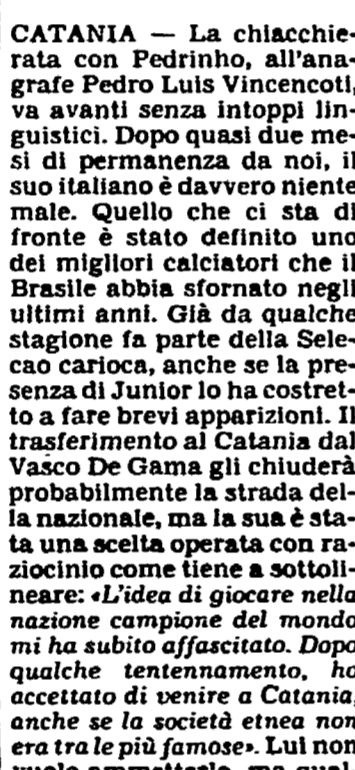 CATANIA — La chiacchie-
rata con Pedrinho, all'ana-
grafe Pedro Luis Vincencoti,
va avanti senza intoppi lin-
guistici. Dopo quasi due me-
si di permanenza da noi, il
suo italiano è davvero niente
male. Quello che ci sta di
fronte è stato definito uno
dei migliori calciatori che il
Brasile abbia sfornato negli
ultimi anni. Già da qualche
stagione fa parte della Sele-
cao carioca, anche se la pre-
senza di Junior lo ha costret-
to a fare brevi apparizioni. Il
trasferimento al Catania dal
Vasco De Gama gli chiuderà
probabilmente la strada del-
la nazionale, ma la sua è sta-
ta una scelta operata con ra-
ziocinio come tiene a sottoli-
neare: «L'idea di giocare nella
nazione campione del mondo
mi ha subito affascitato. Dopo
qualche tentennamento, ho
accettato di venire a Catania,
anche se la società etnea non
era tra le più famose». Lui non